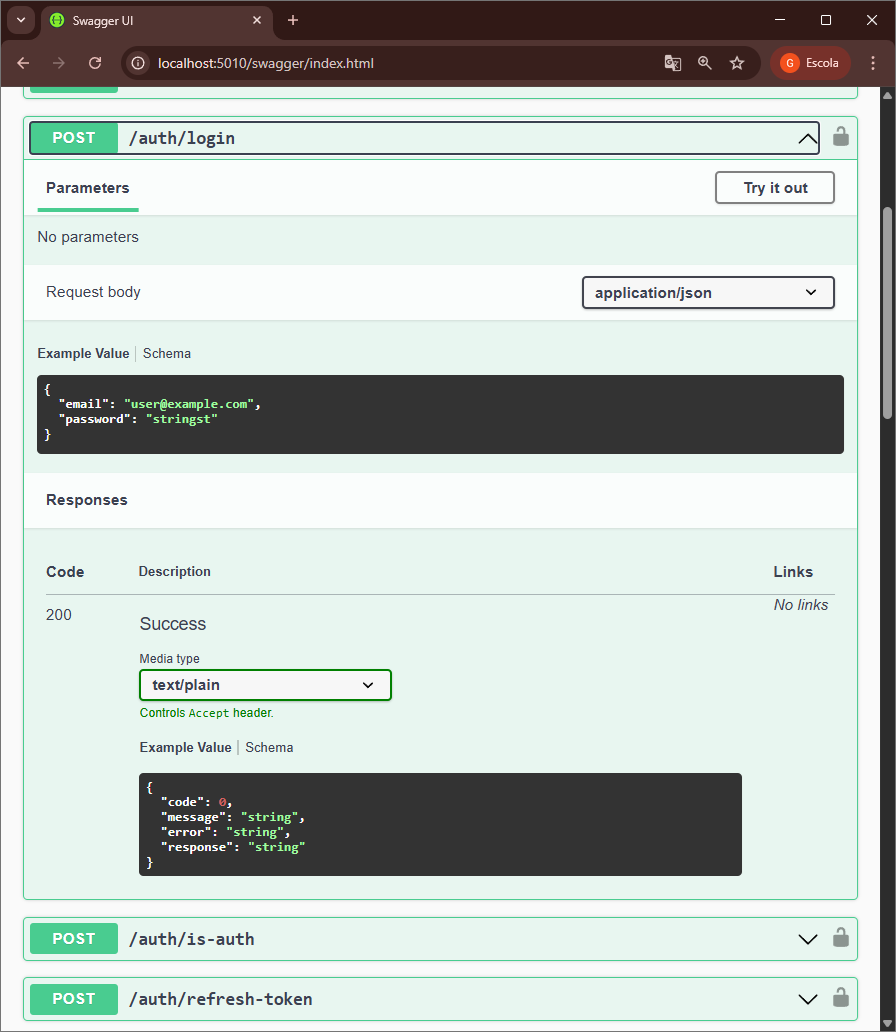 Swagger UI
localhost:5010/swagger/index.html
G Escola
POST /auth/login
Parameters
Try it out
No parameters
Request body
application/json
Example Value | Schema
{
  "email": "user@example.com",
  "password": "stringst"
}
Responses
Code Description Links
200 Success No links
Media type
text/plain
Controls Accept header.
Example Value | Schema
{
  "code": 0,
  "message": "string",
  "error": "string",
  "response": "string"
}
POST /auth/is-auth
POST /auth/refresh-token